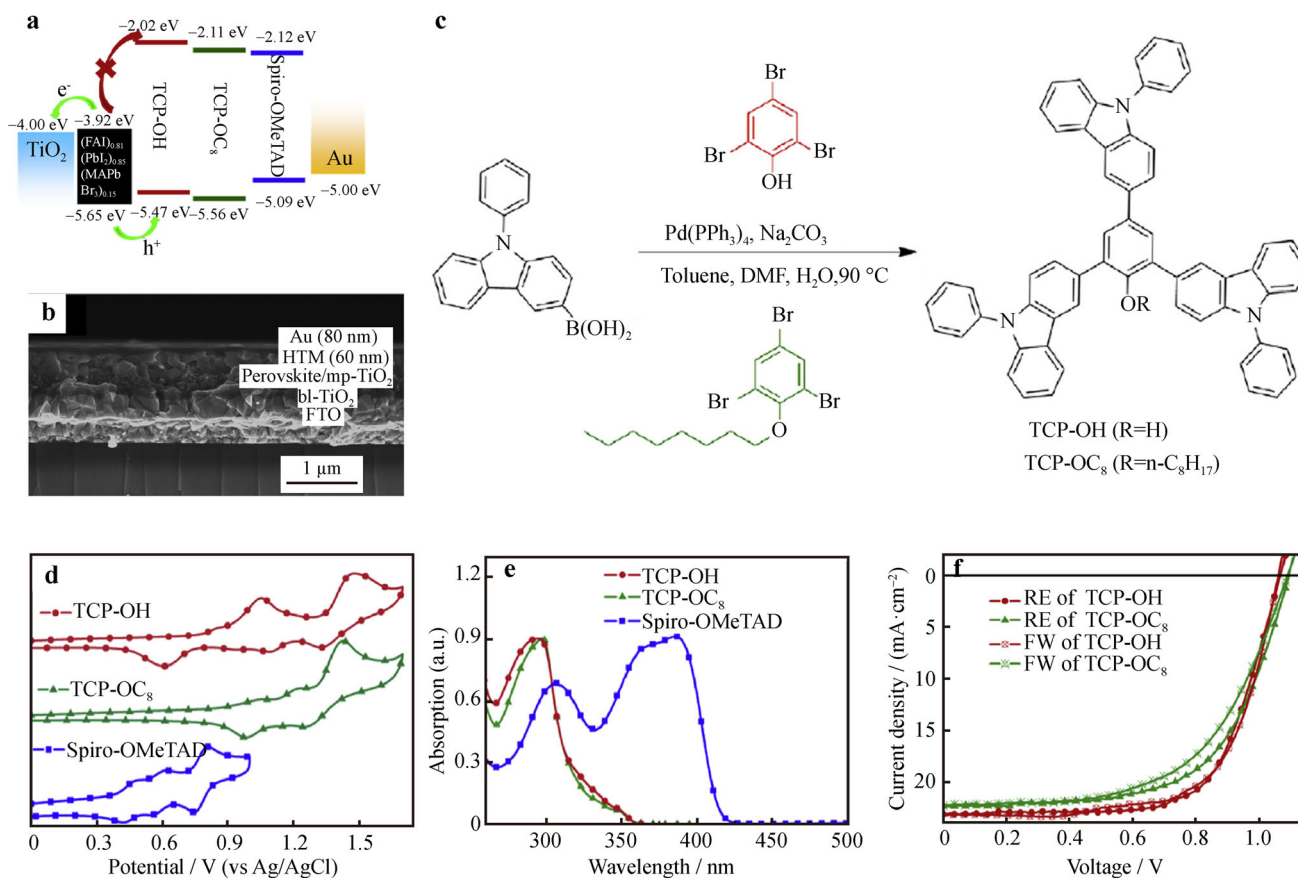 a
−2.02 eV
−2.11 eV
−2.12 eV
e-
−4.00 eV
−3.92 eV
TiO2
(FAI)0.81
(PbI2)0.85
(MAPb
Br3)0.15
TCP-OH
TCP-OC8
Spiro-OMeTAD
Au
−5.65 eV
−5.47 eV
−5.56 eV
−5.09 eV
−5.00 eV
h+
b
Au (80 nm)
HTM (60 nm)
Perovskite/mp-TiO2
bl-TiO2
FTO
1 µm
c
N
B(OH)2
Br
Br
Br
OH
Pd(PPh3)4, Na2CO3
Toluene, DMF, H2O,90 °C
Br
Br
Br
O
N
N
OR
N
TCP-OH (R=H)
TCP-OC8 (R=n-C8H17)
d
TCP-OH
TCP-OC8
Spiro-OMeTAD
0 0.3 0.6 0.9 1.2 1.5
Potential / V (vs Ag/AgCl)
e
TCP-OH
TCP-OC8
Spiro-OMeTAD
Absorption (a.u.)
1.2
0.9
0.6
0.3
0
300 350 400 450 500
Wavelength / nm
f
RE of TCP-OH
RE of TCP-OC8
FW of TCP-OH
FW of TCP-OC8
Current density / (mA·cm−2)
0
5
10
15
20
0 0.2 0.4 0.6 0.8 1.0
Voltage / V